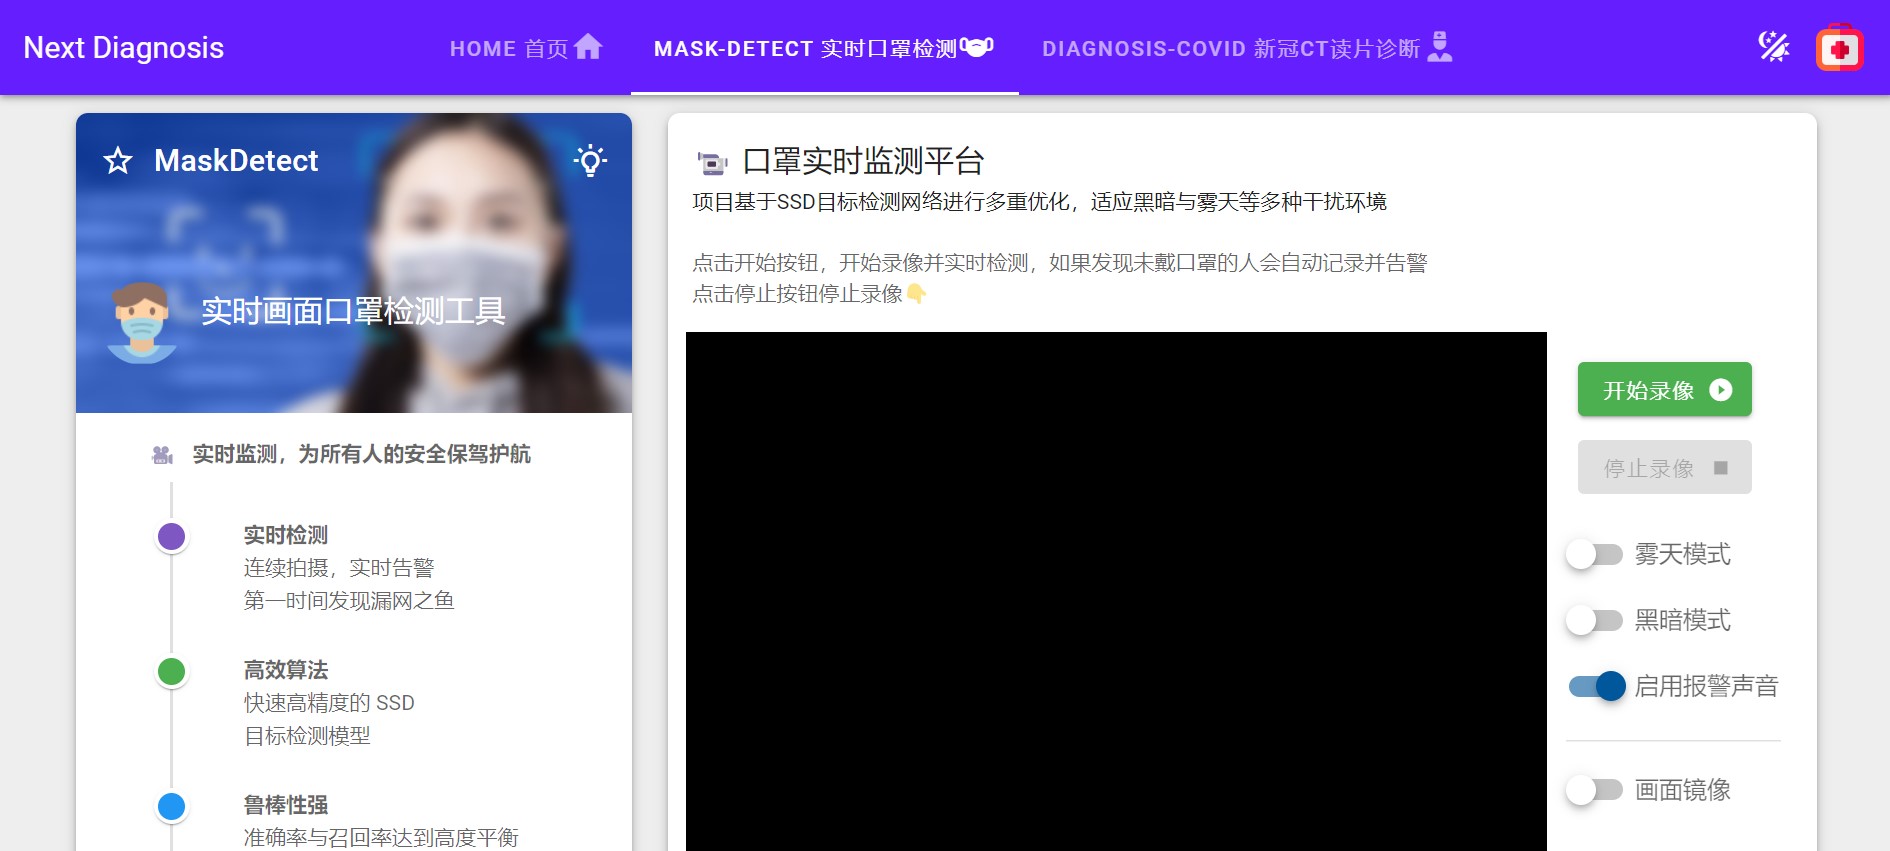 Next Diagnosis
HOME 首页
MASK-DETECT 实时口罩检测
DIAGNOSIS-COVID 新冠CT读片诊断
MaskDetect
实时画面口罩检测工具
实时监测，为所有人的安全保驾护航
实时检测
连续拍摄，实时告警
第一时间发现漏网之鱼
高效算法
快速高精度的 SSD
目标检测模型
鲁棒性强
准确率与召回率达到高度平衡
口罩实时监测平台
项目基于SSD目标检测网络进行多重优化，适应黑暗与雾天等多种干扰环境
点击开始按钮，开始录像并实时检测，如果发现未戴口罩的人会自动记录并告警
点击停止按钮停止录像👇
开始录像
停止录像
雾天模式
黑暗模式
启用报警声音
画面镜像